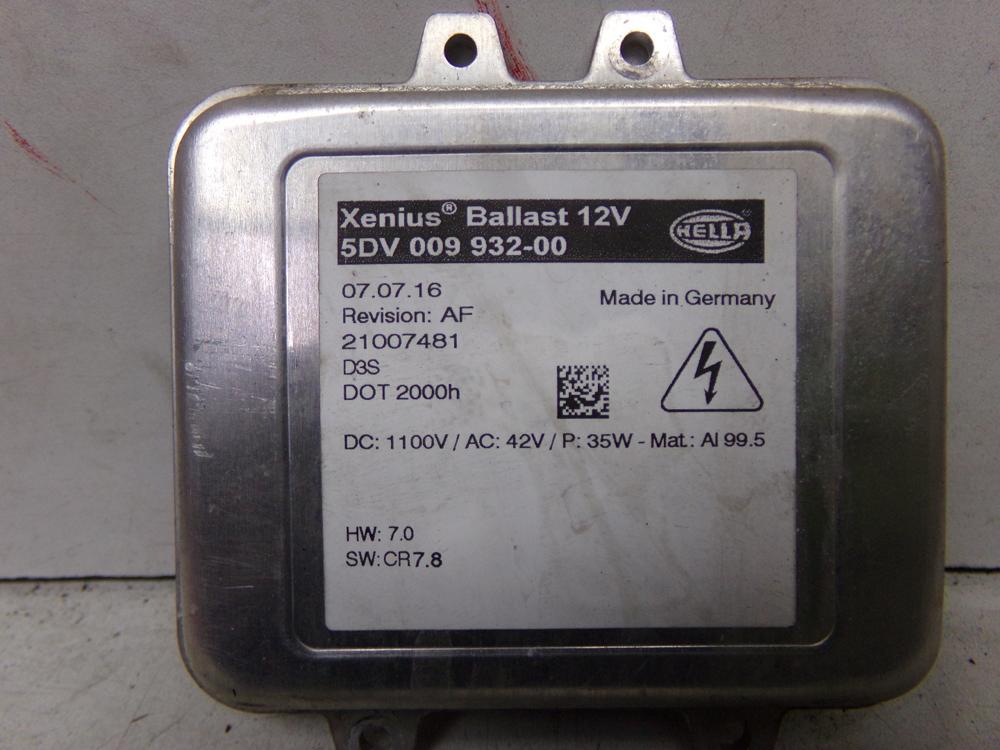 Xenius® Ballast 12V
5DV 009 932-00
HELLA
07.07.16
Made in Germany
Revision: AF
21007481
D3S
DOT 2000h
DC: 1100V / AC: 42V / P: 35W - Mat.: Al 99.5
HW: 7.0
SW: CR7.8